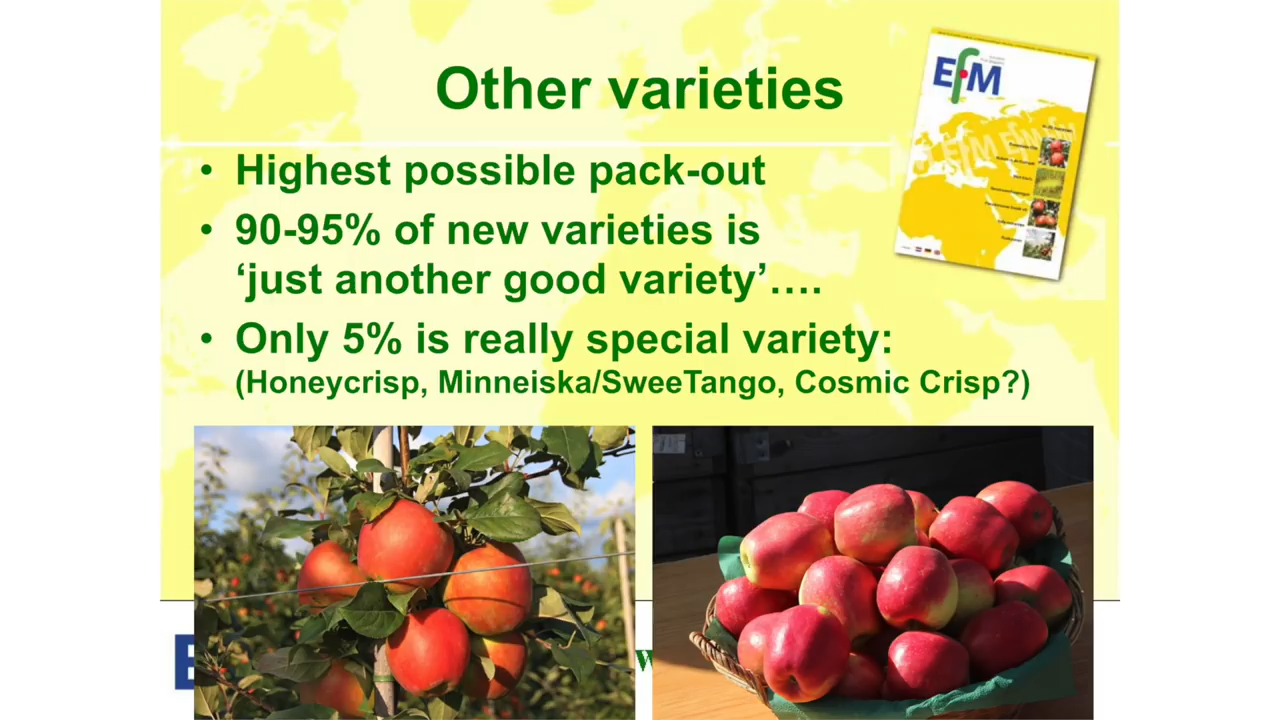 Other varieties
EfM
• Highest possible pack-out
• 90-95% of new varieties is
‘just another good variety’….
• Only 5% is really special variety:
(Honeycrisp, Minneiska/SweeTango, Cosmic Crisp?)